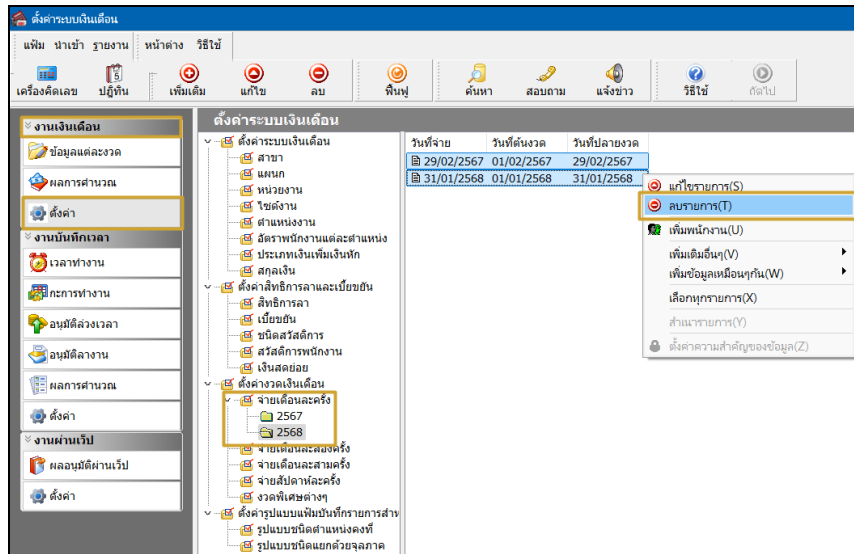 ตั้งค่าระบบเงินเดือน
แฟ้ม นำเข้า รายงาน หน้าต่าง วิธีใช้
เครื่องคิดเลข ปฏิทิน เพิ่มเติม แก้ไข ลบ ฟื้นฟู ค้นหา สอบถาม แจ้งข่าว วิธีใช้ ถัดไป
งานเงินเดือน
ข้อมูลแต่ละงวด
ผลการคำนวณ
ตั้งค่า
งานบันทึกเวลา
เวลาทำงาน
กะการทำงาน
อนุมัติล่วงเวลา
อนุมัติลางาน
ผลการคำนวณ
ตั้งค่า
งานผ่านเว็ป
ผลอนุมัติผ่านเว็ป
ตั้งค่า
ตั้งค่าระบบเงินเดือน
ตั้งค่าระบบเงินเดือน
สาขา
แผนก
หน่วยงาน
ไซต์งาน
ตำแหน่งงาน
อัตราพนักงานแต่ละตำแหน่ง
ประเภทเงินเพิ่มเงินหัก
สกุลเงิน
ตั้งค่าสิทธิการลาและเบี้ยขยัน
สิทธิการลา
เบี้ยขยัน
ชนิดสวัสดิการ
สวัสดิการพนักงาน
เงินสดย่อย
ตั้งค่างวดเงินเดือน
จ่ายเดือนละครั้ง
2567
2568
จ่ายเดือนละสองครั้ง
จ่ายเดือนละสามครั้ง
จ่ายสัปดาห์ละครั้ง
งวดพิเศษต่างๆ
ตั้งค่ารูปแบบแฟ้มบันทึกรายการสำห
รูปแบบชนิดตำแหน่งคงที่
รูปแบบชนิดแยกด้วยจุลภาค
วันที่จ่าย วันที่ต้นงวด วันที่ปลายงวด
29/02/2567 01/02/2567 29/02/2567
31/01/2568 01/01/2568 31/01/2568
แก้ไขรายการ(S)
ลบรายการ(T)
เพิ่มพนักงาน(U)
เพิ่มเติมอื่นๆ(V)
เพิ่มข้อมูลเหมือนๆกัน(W)
เลือกทุกรายการ(X)
สำเนารายการ(Y)
ตั้งค่าความสำคัญของข้อมูล(Z)